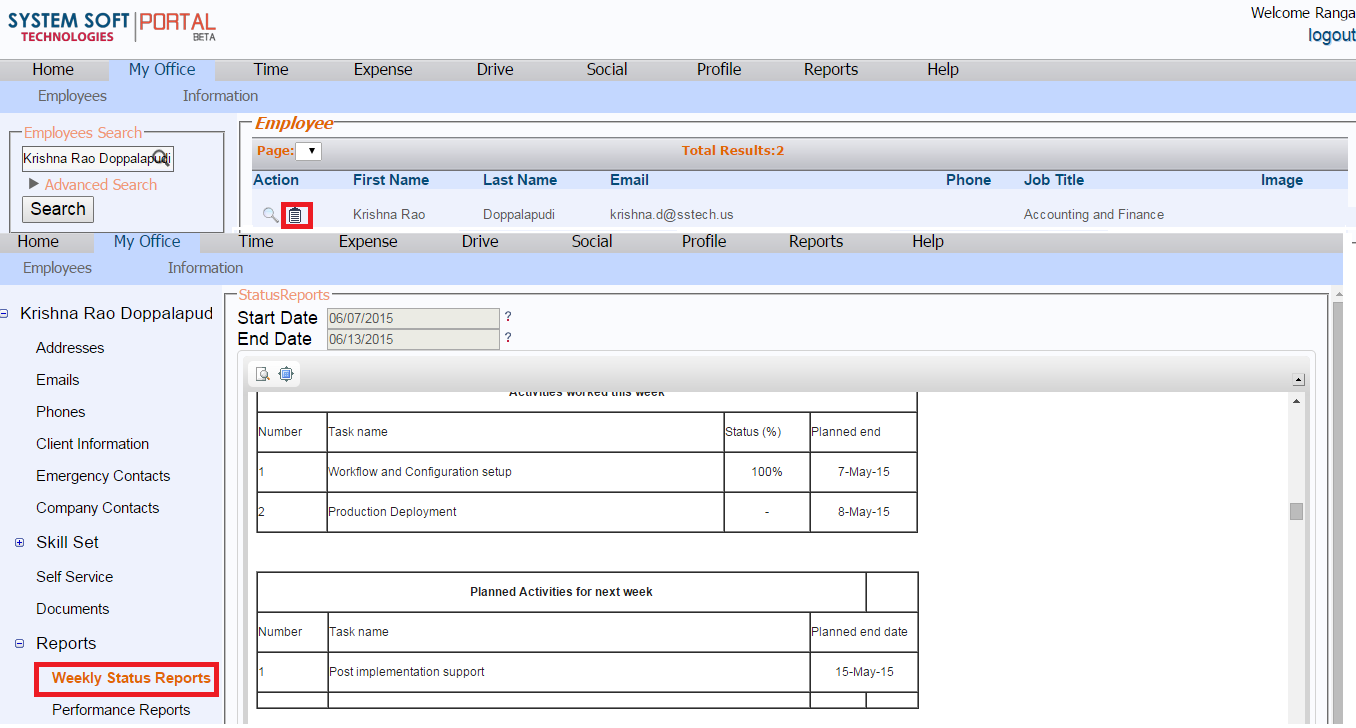 SYSTEM SOFT PORTAL
TECHNOLOGIES BETA
Welcome Ranga
logout
Home My Office Time Expense Drive Social Profile Reports Help
Employees Information
Employees Search
Krishna Rao Doppalapudi
Advanced Search
Search
Employee
Page: Total Results:2
Action First Name Last Name Email Phone Job Title Image
Krishna Rao Doppalapudi krishna.d@sstech.us Accounting and Finance
Home My Office Time Expense Drive Social Profile Reports Help
Employees Information
Krishna Rao Doppalapud
Addresses
Emails
Phones
Client Information
Emergency Contacts
Company Contacts
Skill Set
Self Service
Documents
Reports
Weekly Status Reports
Performance Reports
StatusReports
Start Date 06/07/2015 ?
End Date 06/13/2015 ?
Activities worked this week
Number Task name Status (%) Planned end
1 Workflow and Configuration setup 100% 7-May-15
2 Production Deployment - 8-May-15
Planned Activities for next week
Number Task name Planned end date
1 Post implementation support 15-May-15